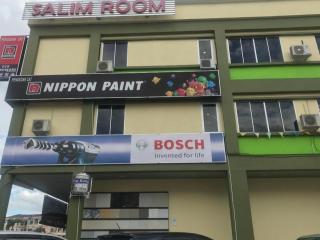 SALIM ROOM
NIPPON PAINT
BOSCH
Invented for life